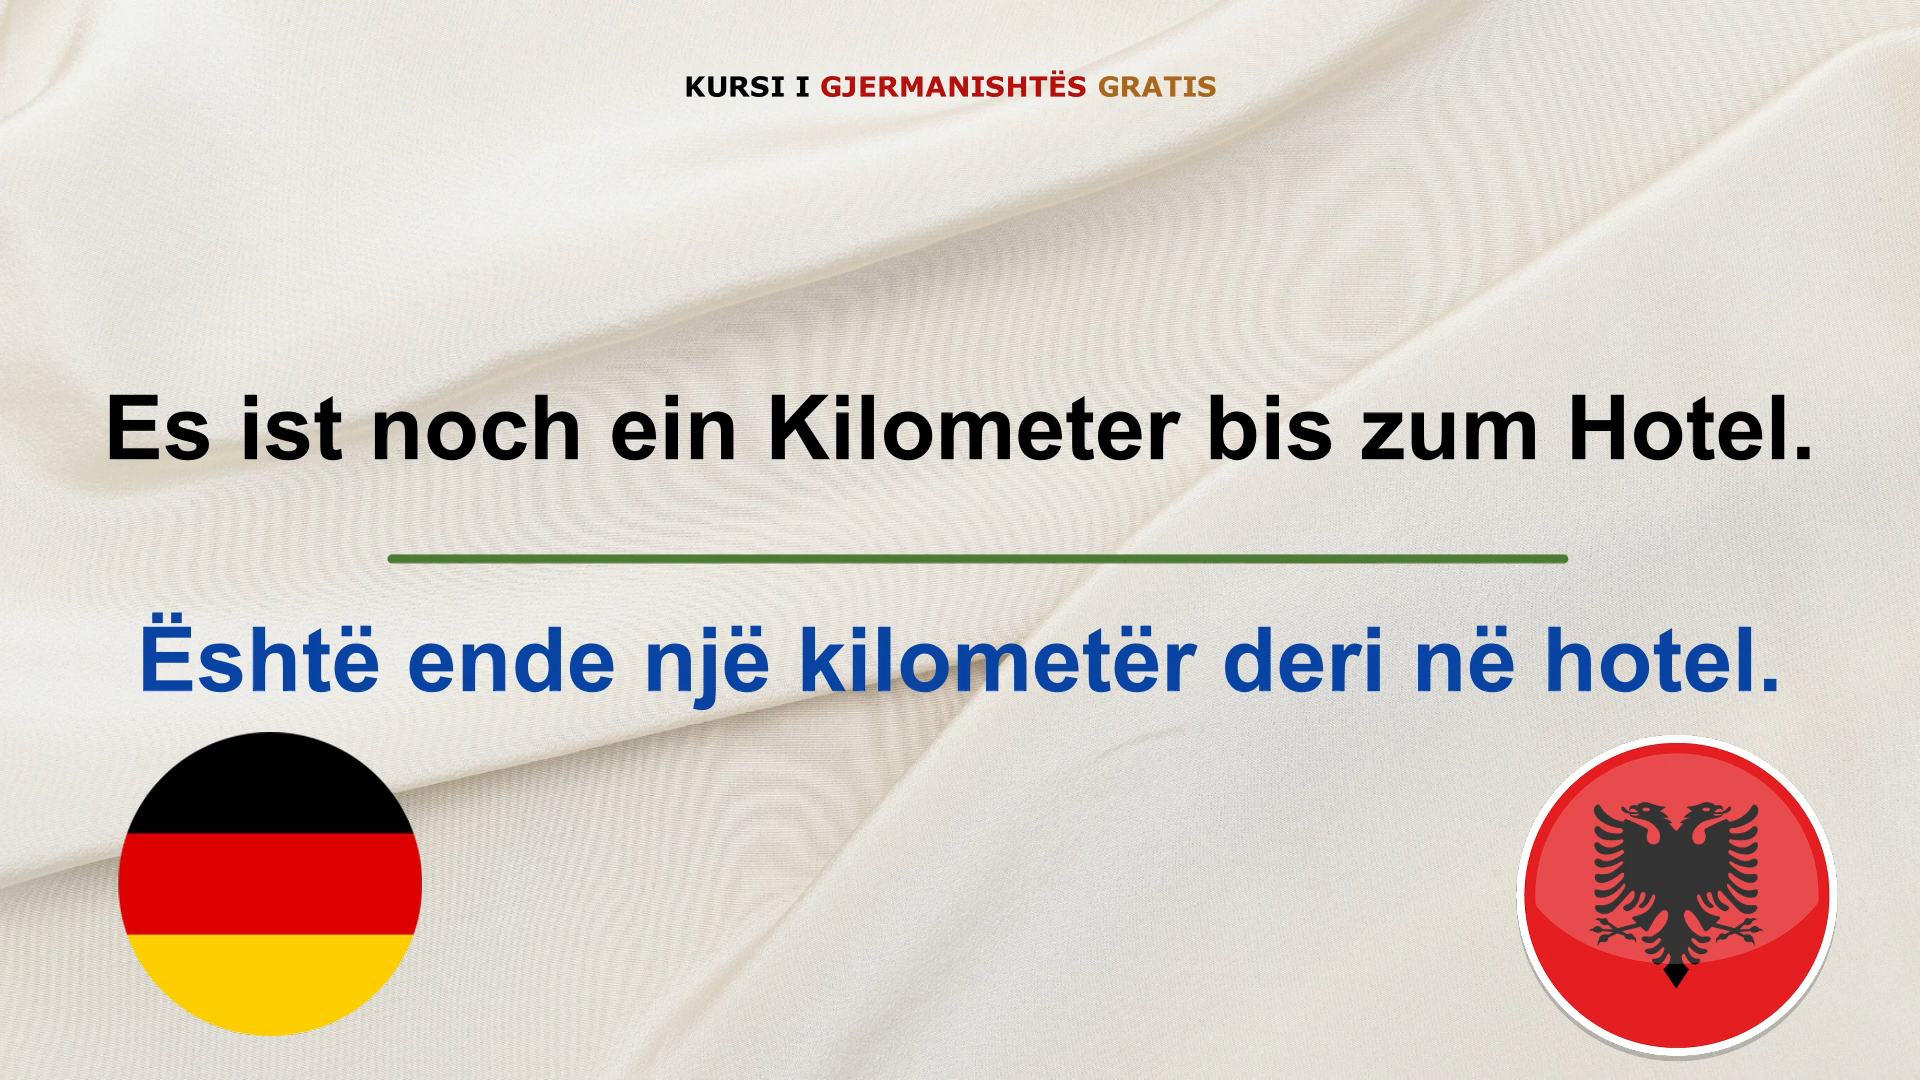 KURSI I GJERMANISHTËS GRATIS
Es ist noch ein Kilometer bis zum Hotel.
Është ende një kilometër deri në hotel.